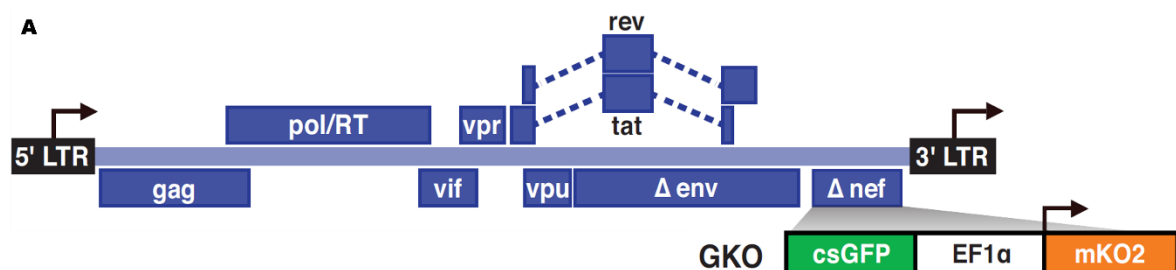 A
rev
pol/RT
vpr
tat
5' LTR
3' LTR
gag
vif
vpu
Δ env
Δ nef
GKO
csGFP
EF1α
mKO2